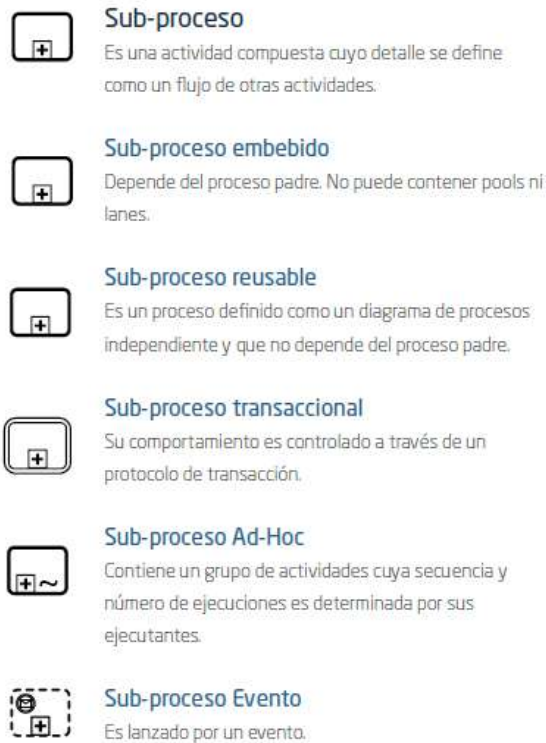 Sub-proceso
Es una actividad compuesta cuyo detalle se define
como un flujo de otras actividades.
Sub-proceso embebido
Depende del proceso padre. No puede contener pools ni
lanes.
Sub-proceso reusable
Es un proceso definido como un diagrama de procesos
independiente y que no depende del proceso padre.
Sub-proceso transaccional
Su comportamiento es controlado a través de un
protocolo de transacción.
Sub-proceso Ad-Hoc
Contiene un grupo de actividades cuya secuencia y
número de ejecuciones es determinada por sus
ejecutantes.
Sub-proceso Evento
Es lanzado por un evento.